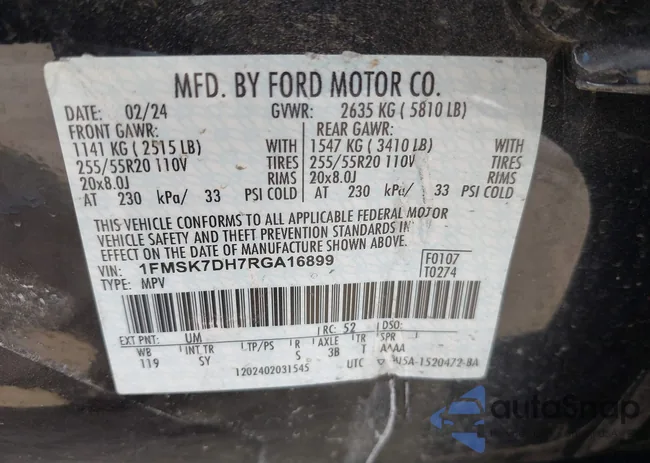 MFD. BY FORD MOTOR CO.
DATE: 02/24 GVWR: 2635 KG (5810 LB)
FRONT GAWR: REAR GAWR:
1141 KG (2515 LB) WITH 1547 KG (3410 LB) WITH
255/55R20 110V TIRES 255/55R20 110V TIRES
20x8.0J RIMS 20x8.0J RIMS
AT 230 kPa/ 33 PSI COLD AT 230 kPa/ 33 PSI COLD
THIS VEHICLE CONFORMS TO ALL APPLICABLE FEDERAL MOTOR
VEHICLE SAFETY AND THEFT PREVENTION STANDARDS IN
EFFECT ON THE DATE OF MANUFACTURE SHOWN ABOVE.
VIN: 1FMSK7DH7RGA16899 F0107
TYPE: MPV T0274
EXT PNT: UM RC: 52 DSO:
WB INT TR TP/PS R AXLE TR SPR
119 SY S 3B T AAAA
1202402031545 UTC
autoSnap